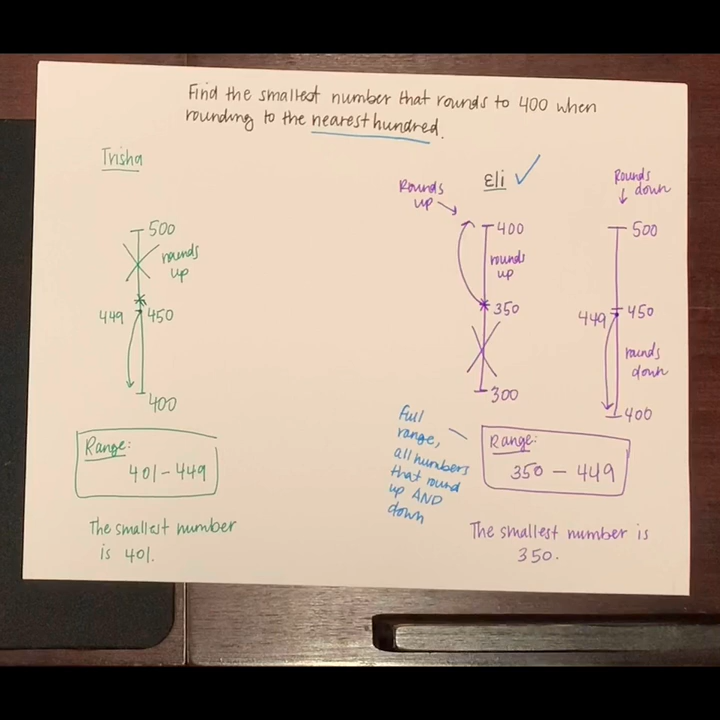 Find the smallest number that rounds to 400 when
rounding to the nearest hundred.
Trisha
500
rounds
up
449
450
400
Range:
401 - 449
The smallest number
is 401.
Eli
Rounds
up
400
rounds
up
350
300
Rounds
down
500
449
450
rounds
down
400
full
range,
all numbers
that round
up AND
down
Range:
350 - 449
The smallest number is
350.